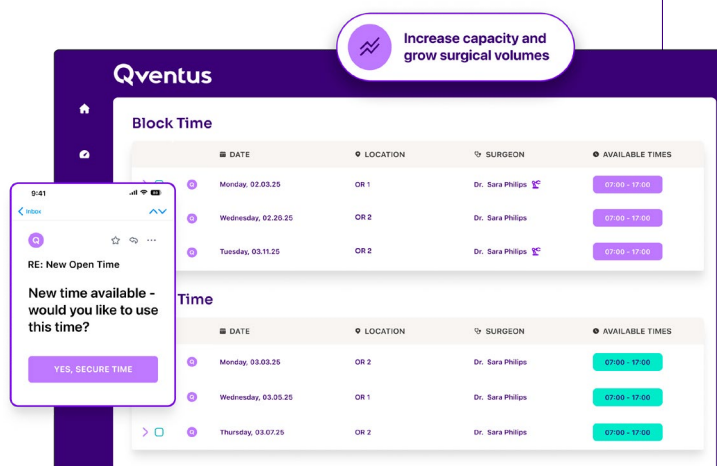 Increase capacity and
grow surgical volumes
Qventus
Block Time
DATE LOCATION SURGEON AVAILABLE TIMES
Q Monday, 02.03.25 OR 1 Dr. Sara Philips 07:00 - 17:00
Q Wednesday, 02.26.25 OR 2 Dr. Sara Philips 07:00 - 17:00
Q Tuesday, 03.11.25 OR 2 Dr. Sara Philips 07:00 - 17:00
Time
DATE LOCATION SURGEON AVAILABLE TIMES
Q Monday, 03.03.25 OR 2 Dr. Sara Philips 07:00 - 17:00
Q Wednesday, 03.05.25 OR 1 Dr. Sara Philips 07:00 - 17:00
Q Thursday, 03.07.25 OR 2 Dr. Sara Philips 07:00 - 17:00
9:41
Inbox
Q
RE: New Open Time
New time available -
would you like to use
this time?
YES, SECURE TIME